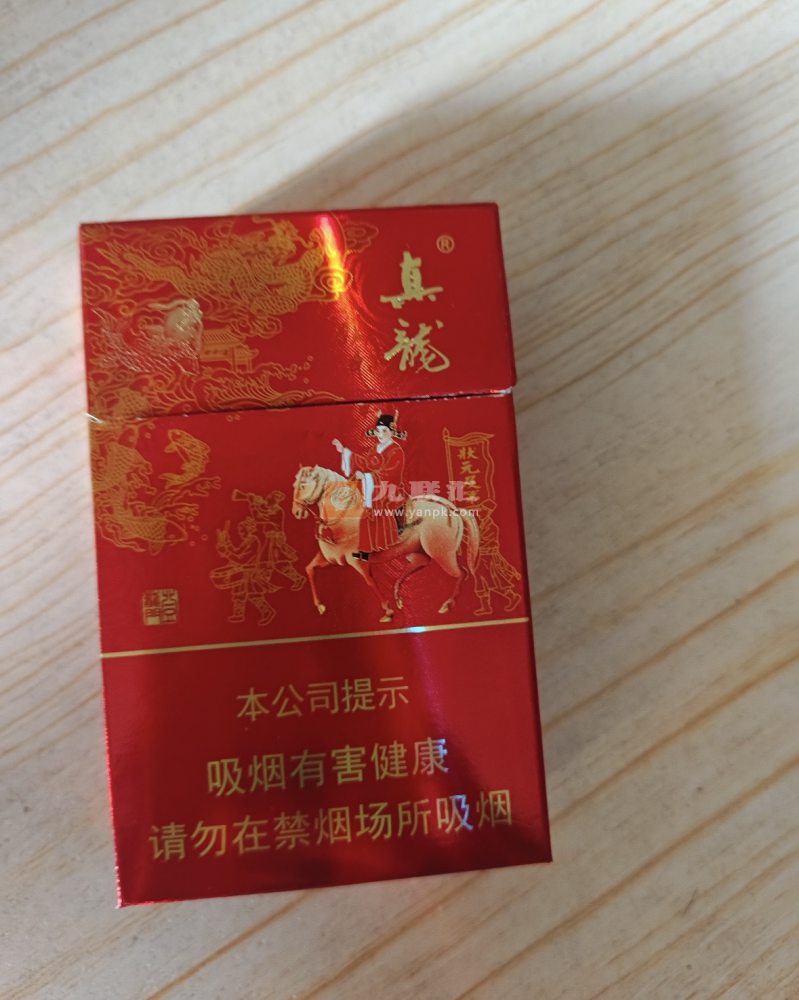 真龍®
状元
九联汇
www.yanpk.com
本公司提示
吸烟有害健康
请勿在禁烟场所吸烟